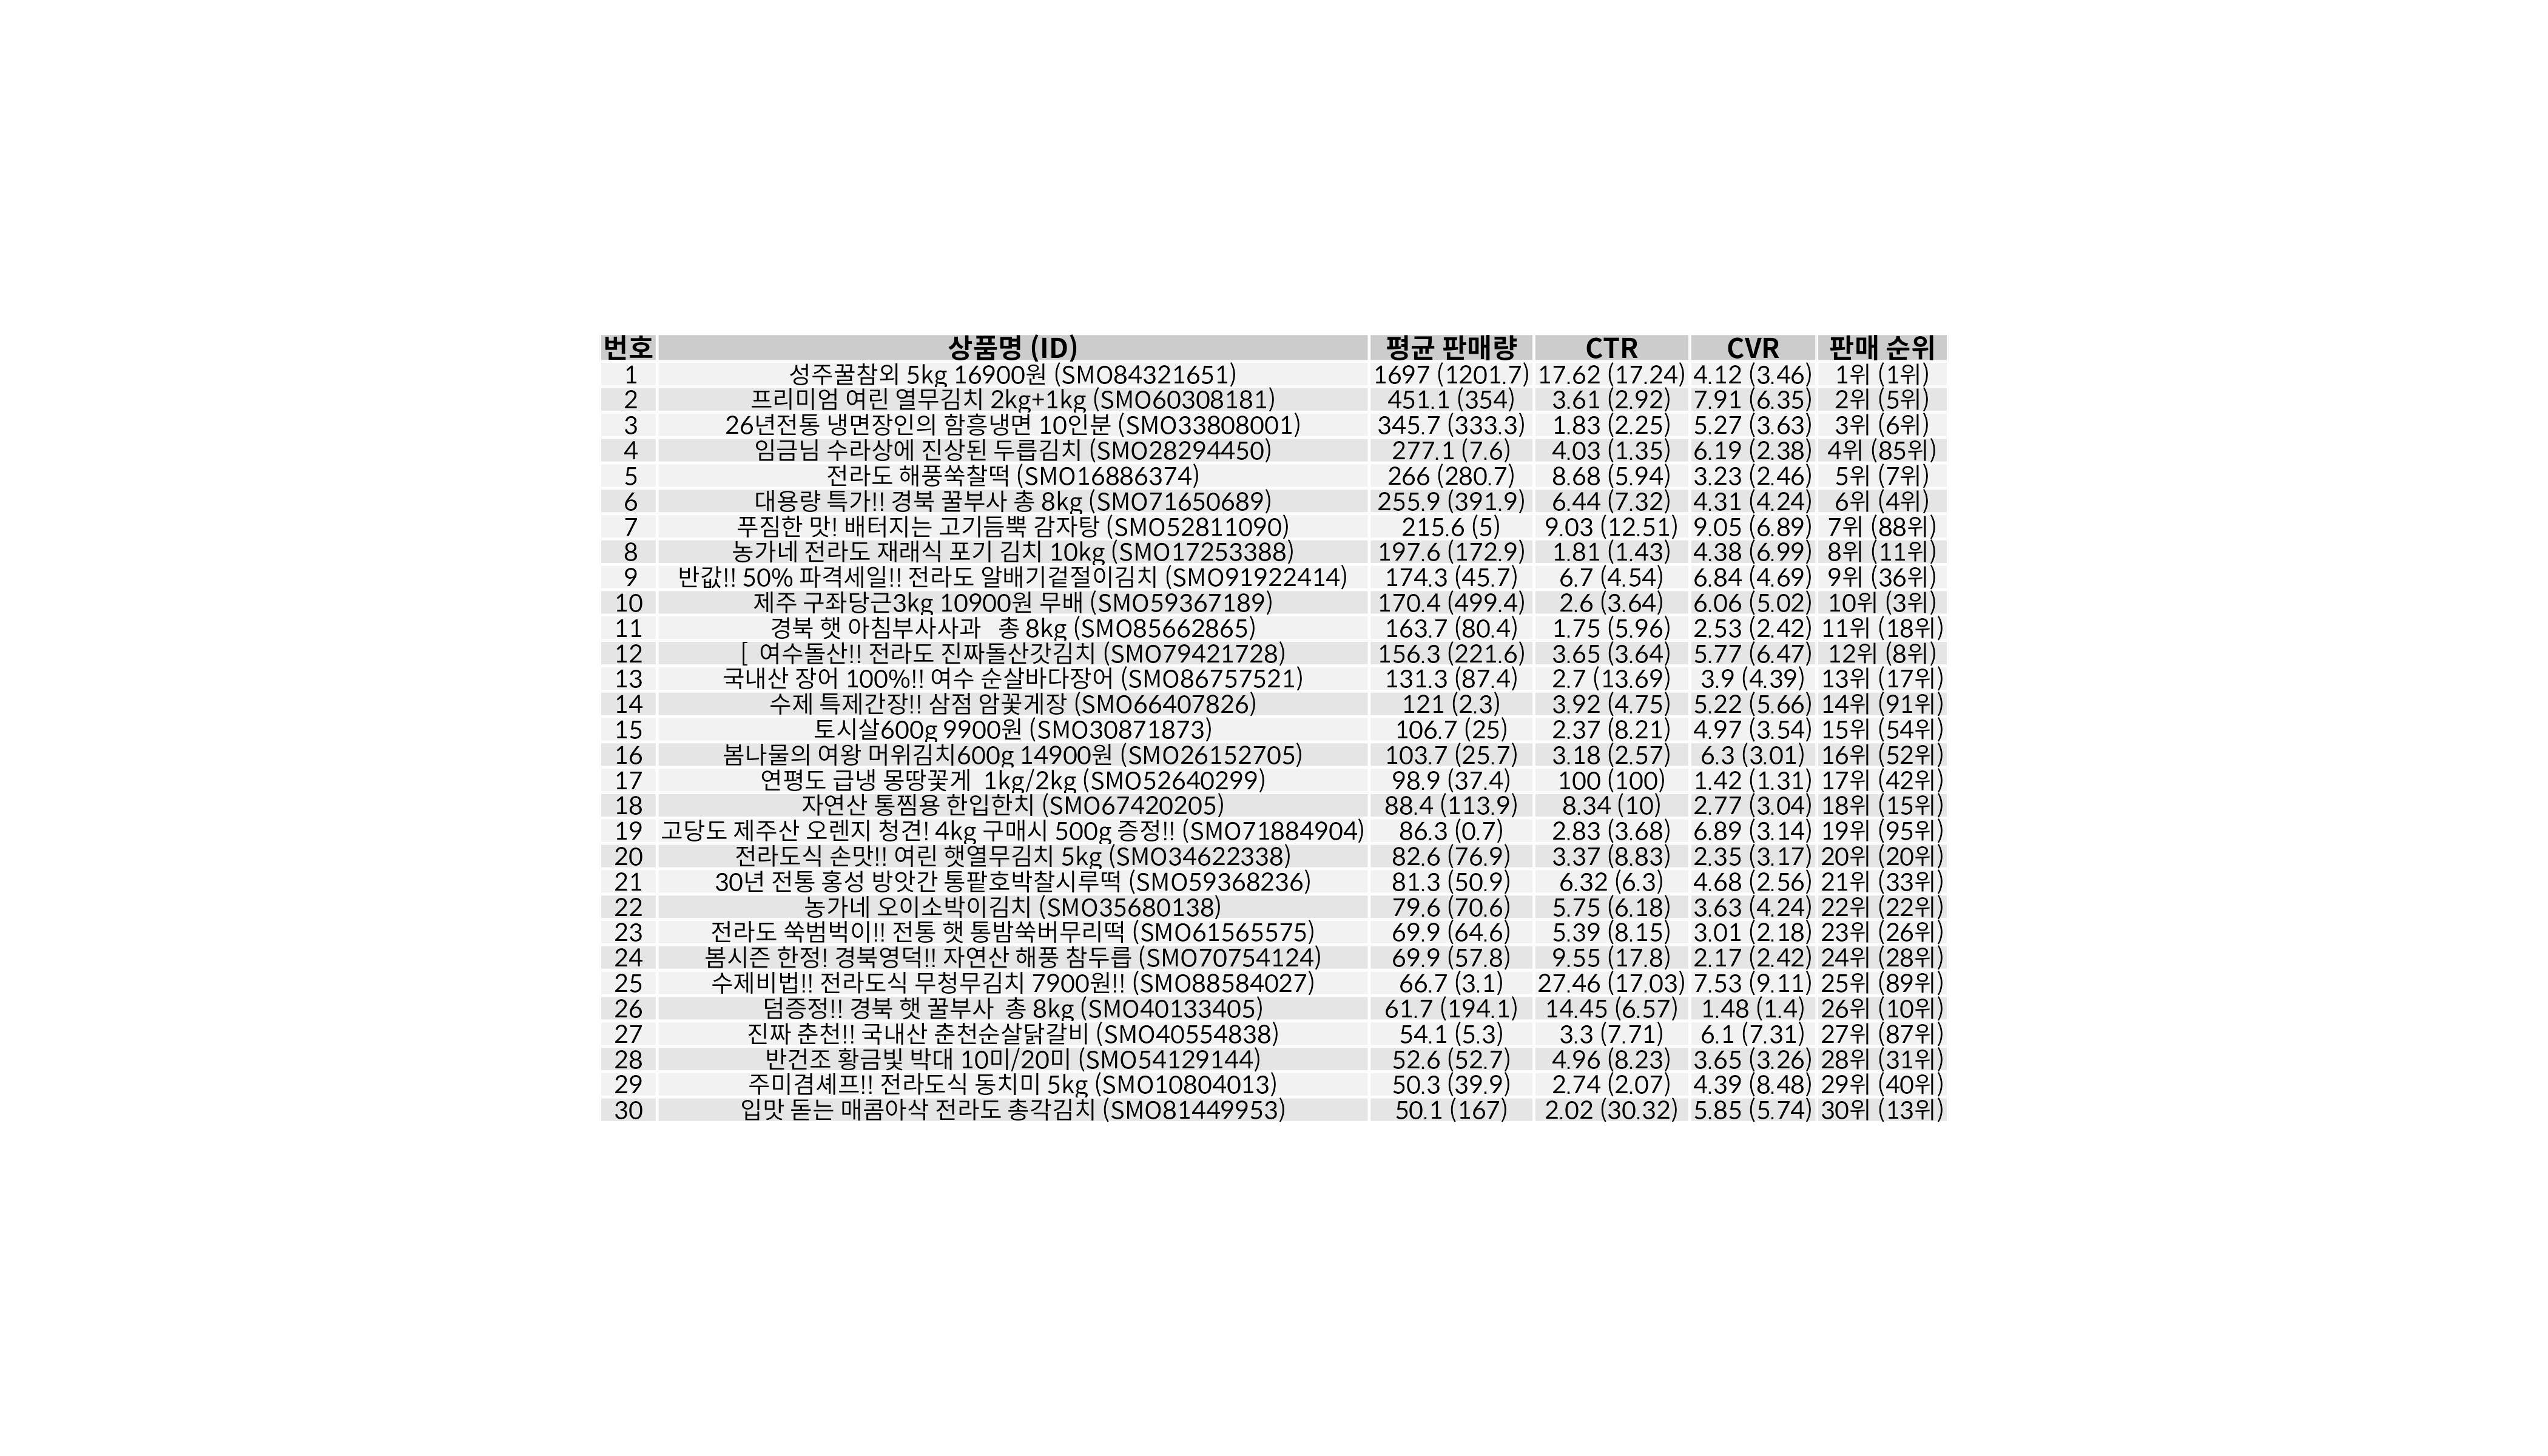 번호 상품명 (ID) 평균 판매량 CTR CVR 판매 순위
1 성주꿀참외 5kg 16900원 (SMO84321651) 1697 (1201.7) 17.62 (17.24) 4.12 (3.46) 1위 (1위)
2 프리미엄 여린 열무김치 2kg+1kg (SMO60308181) 451.1 (354) 3.61 (2.92) 7.91 (6.35) 2위 (5위)
3 26년전통 냉면장인의 함흥냉면 10인분 (SMO33808001) 345.7 (333.3) 1.83 (2.25) 5.27 (3.63) 3위 (6위)
4 임금님 수라상에 진상된 두릅김치 (SMO28294450) 277.1 (7.6) 4.03 (1.35) 6.19 (2.38) 4위 (85위)
5 전라도 해풍쑥찰떡 (SMO16886374) 266 (280.7) 8.68 (5.94) 3.23 (2.46) 5위 (7위)
6 대용량 특가!! 경북 꿀부사 총 8kg (SMO71650689) 255.9 (391.9) 6.44 (7.32) 4.31 (4.24) 6위 (4위)
7 푸짐한 맛! 배터지는 고기듬뿍 감자탕 (SMO52811090) 215.6 (5) 9.03 (12.51) 9.05 (6.89) 7위 (88위)
8 농가네 전라도 재래식 포기 김치 10kg (SMO17253388) 197.6 (172.9) 1.81 (1.43) 4.38 (6.99) 8위 (11위)
9 반값!! 50% 파격세일!! 전라도 알배기겉절이김치 (SMO91922414) 174.3 (45.7) 6.7 (4.54) 6.84 (4.69) 9위 (36위)
10 제주 구좌당근3kg 10900원 무배 (SMO59367189) 170.4 (499.4) 2.6 (3.64) 6.06 (5.02) 10위 (3위)
11 경북 햇 아침부사사과 총 8kg (SMO85662865) 163.7 (80.4) 1.75 (5.96) 2.53 (2.42) 11위 (18위)
12 [ 여수돌산!! 전라도 진짜돌산갓김치 (SMO79421728) 156.3 (221.6) 3.65 (3.64) 5.77 (6.47) 12위 (8위)
13 국내산 장어 100%!! 여수 순살바다장어 (SMO86757521) 131.3 (87.4) 2.7 (13.69) 3.9 (4.39) 13위 (17위)
14 수제 특제간장!! 삼점 암꽃게장 (SMO66407826) 121 (2.3) 3.92 (4.75) 5.22 (5.66) 14위 (91위)
15 토시살600g 9900원 (SMO30871873) 106.7 (25) 2.37 (8.21) 4.97 (3.54) 15위 (54위)
16 봄나물의 여왕 머위김치600g 14900원 (SMO26152705) 103.7 (25.7) 3.18 (2.57) 6.3 (3.01) 16위 (52위)
17 연평도 급냉 몽땅꽃게 1kg/2kg (SMO52640299) 98.9 (37.4) 100 (100) 1.42 (1.31) 17위 (42위)
18 자연산 통찜용 한입한치 (SMO67420205) 88.4 (113.9) 8.34 (10) 2.77 (3.04) 18위 (15위)
19 고당도 제주산 오렌지 청견! 4kg 구매시 500g 증정!! (SMO71884904) 86.3 (0.7) 2.83 (3.68) 6.89 (3.14) 19위 (95위)
20 전라도식 손맛!! 여린 햇열무김치 5kg (SMO34622338) 82.6 (76.9) 3.37 (8.83) 2.35 (3.17) 20위 (20위)
21 30년 전통 홍성 방앗간 통팥호박찰시루떡 (SMO59368236) 81.3 (50.9) 6.32 (6.3) 4.68 (2.56) 21위 (33위)
22 농가네 오이소박이김치 (SMO35680138) 79.6 (70.6) 5.75 (6.18) 3.63 (4.24) 22위 (22위)
23 전라도 쑥범벅이!! 전통 햇 통밤쑥버무리떡 (SMO61565575) 69.9 (64.6) 5.39 (8.15) 3.01 (2.18) 23위 (26위)
24 봄시즌 한정! 경북영덕!! 자연산 해풍 참두릅 (SMO70754124) 69.9 (57.8) 9.55 (17.8) 2.17 (2.42) 24위 (28위)
25 수제비법!! 전라도식 무청무김치 7900원!! (SMO88584027) 66.7 (3.1) 27.46 (17.03) 7.53 (9.11) 25위 (89위)
26 덤증정!! 경북 햇 꿀부사 총 8kg (SMO40133405) 61.7 (194.1) 14.45 (6.57) 1.48 (1.4) 26위 (10위)
27 진짜 춘천!! 국내산 춘천순살닭갈비 (SMO40554838) 54.1 (5.3) 3.3 (7.71) 6.1 (7.31) 27위 (87위)
28 반건조 황금빛 박대 10미/20미 (SMO54129144) 52.6 (52.7) 4.96 (8.23) 3.65 (3.26) 28위 (31위)
29 주미겸셰프!! 전라도식 동치미 5kg (SMO10804013) 50.3 (39.9) 2.74 (2.07) 4.39 (8.48) 29위 (40위)
30 입맛 돋는 매콤아삭 전라도 총각김치 (SMO81449953) 50.1 (167) 2.02 (30.32) 5.85 (5.74) 30위 (13위)